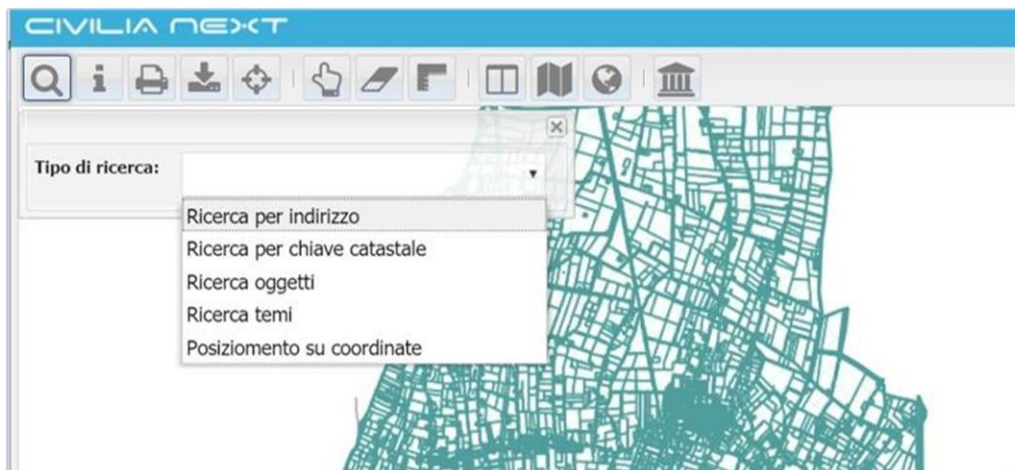 CIVILIA NEXT
Tipo di ricerca:
Ricerca per indirizzo
Ricerca per chiave catastale
Ricerca oggetti
Ricerca temi
Posiziomento su coordinate